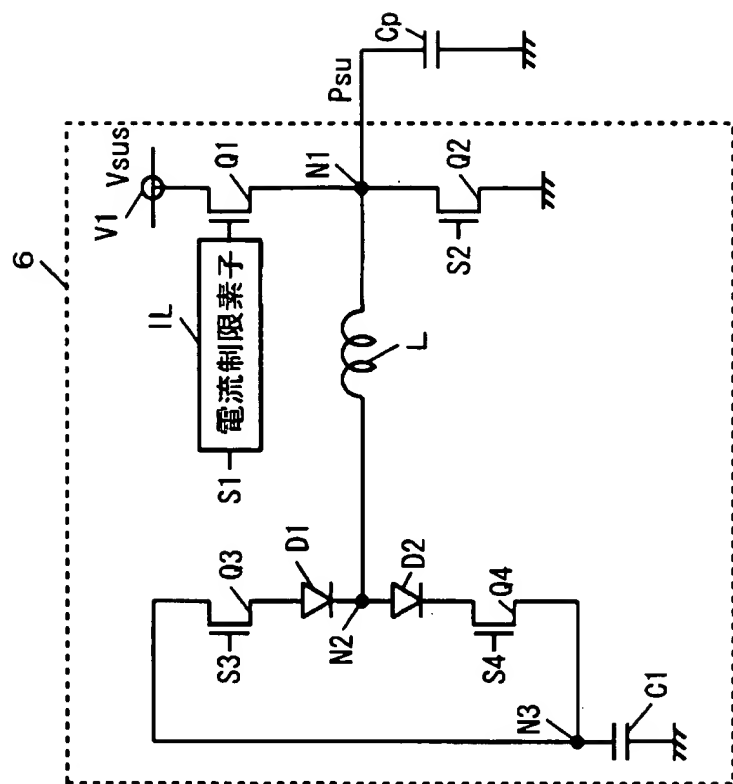 6
V1
Vsus
S1
IL
電流制限素子
Q1
Psu
Cp
N1
L
S2
Q2
S3
Q3
D1
N2
D2
S4
Q4
N3
C1